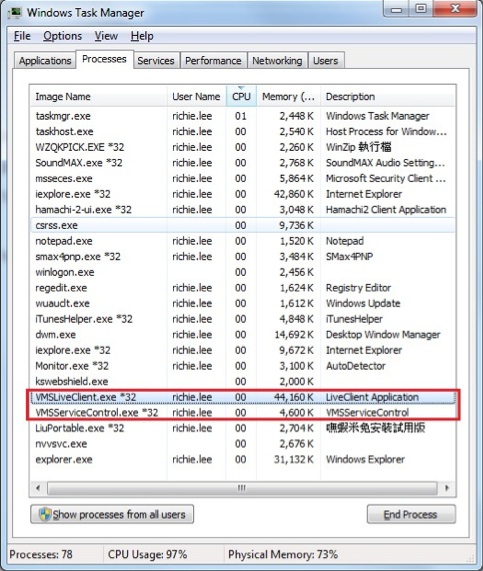 Windows Task Manager
File Options View Help
Applications Processes Services Performance Networking Users
Image Name User Name CPU Memory (... Description
taskmgr.exe richie.lee 01 2,448 K Windows Task Manager
taskhost.exe richie.lee 00 2,540 K Host Process for Window...
WZQKPICK.EXE *32 richie.lee 00 2,260 K WinZip 執行檔
SoundMAX.exe *32 richie.lee 00 2,768 K SoundMAX Audio Setting...
msseces.exe richie.lee 00 5,864 K Microsoft Security Client ...
iexplore.exe *32 richie.lee 00 42,860 K Internet Explorer
hamachi-2-ui.exe *32 richie.lee 00 3,048 K Hamachi2 Client Application
csrss.exe 00 9,736 K
notepad.exe richie.lee 00 1,520 K Notepad
smax4pnp.exe *32 richie.lee 00 3,484 K SMax4PNP
winlogon.exe 00 2,456 K
regedit.exe richie.lee 00 1,624 K Registry Editor
wuaudt.exe richie.lee 00 1,612 K Windows Update
iTunesHelper.exe *32 richie.lee 00 4,848 K iTunesHelper
dwm.exe richie.lee 00 14,692 K Desktop Window Manager
iexplore.exe *32 richie.lee 00 9,672 K Internet Explorer
Monitor.exe *32 richie.lee 00 3,100 K AutoDetector
kswebshield.exe 00 2,000 K
VMSLiveClient.exe *32 richie.lee 00 44,160 K LiveClient Application
VMSServiceControl.exe *32 richie.lee 00 4,600 K VMSServiceControl
LiuPortable.exe *32 richie.lee 00 2,704 K 嘸蝦米免安裝試用版
nvvsvc.exe 00 2,676 K
explorer.exe richie.lee 00 31,132 K Windows Explorer
Show processes from all users End Process
Processes: 78 CPU Usage: 97% Physical Memory: 73%